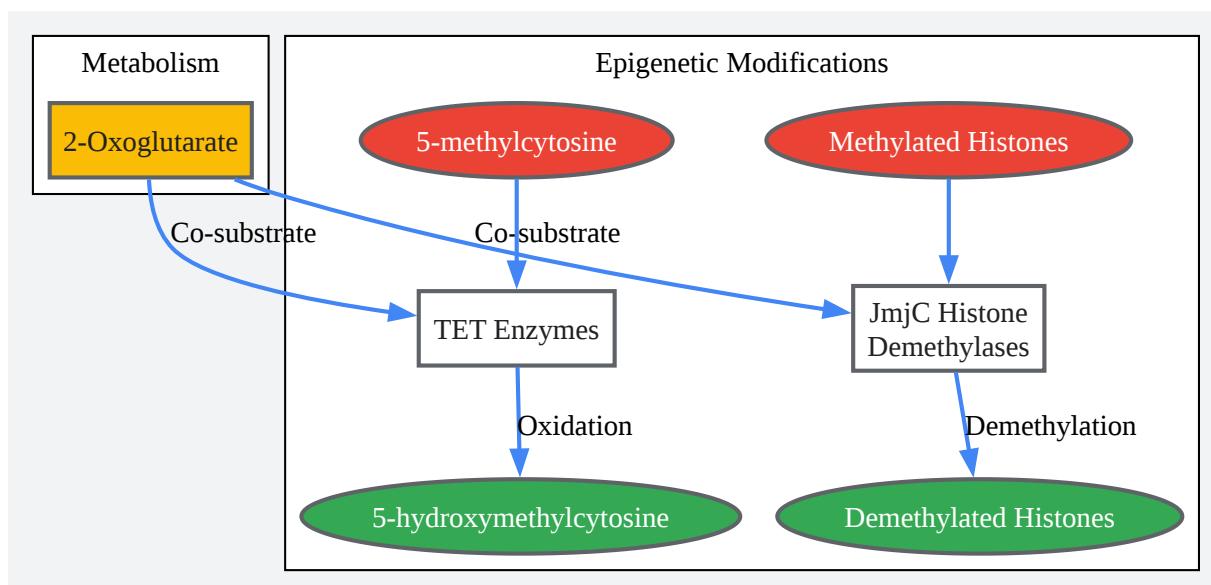 Metabolism
Epigenetic Modifications
2-Oxoglutarate
5-methylcytosine
Methylated Histones
Co-substrate
Co-substrate
TET Enzymes
JmjC Histone
Demethylases
Oxidation
Demethylation
5-hydroxymethylcytosine
Demethylated Histones